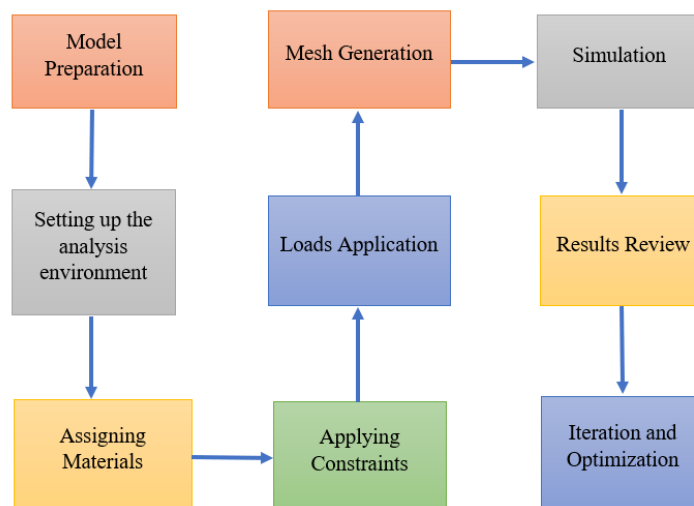 Model
Preparation
Setting up the
analysis
environment
Assigning
Materials
Applying
Constraints
Loads Application
Mesh Generation
Simulation
Results Review
Iteration and
Optimization